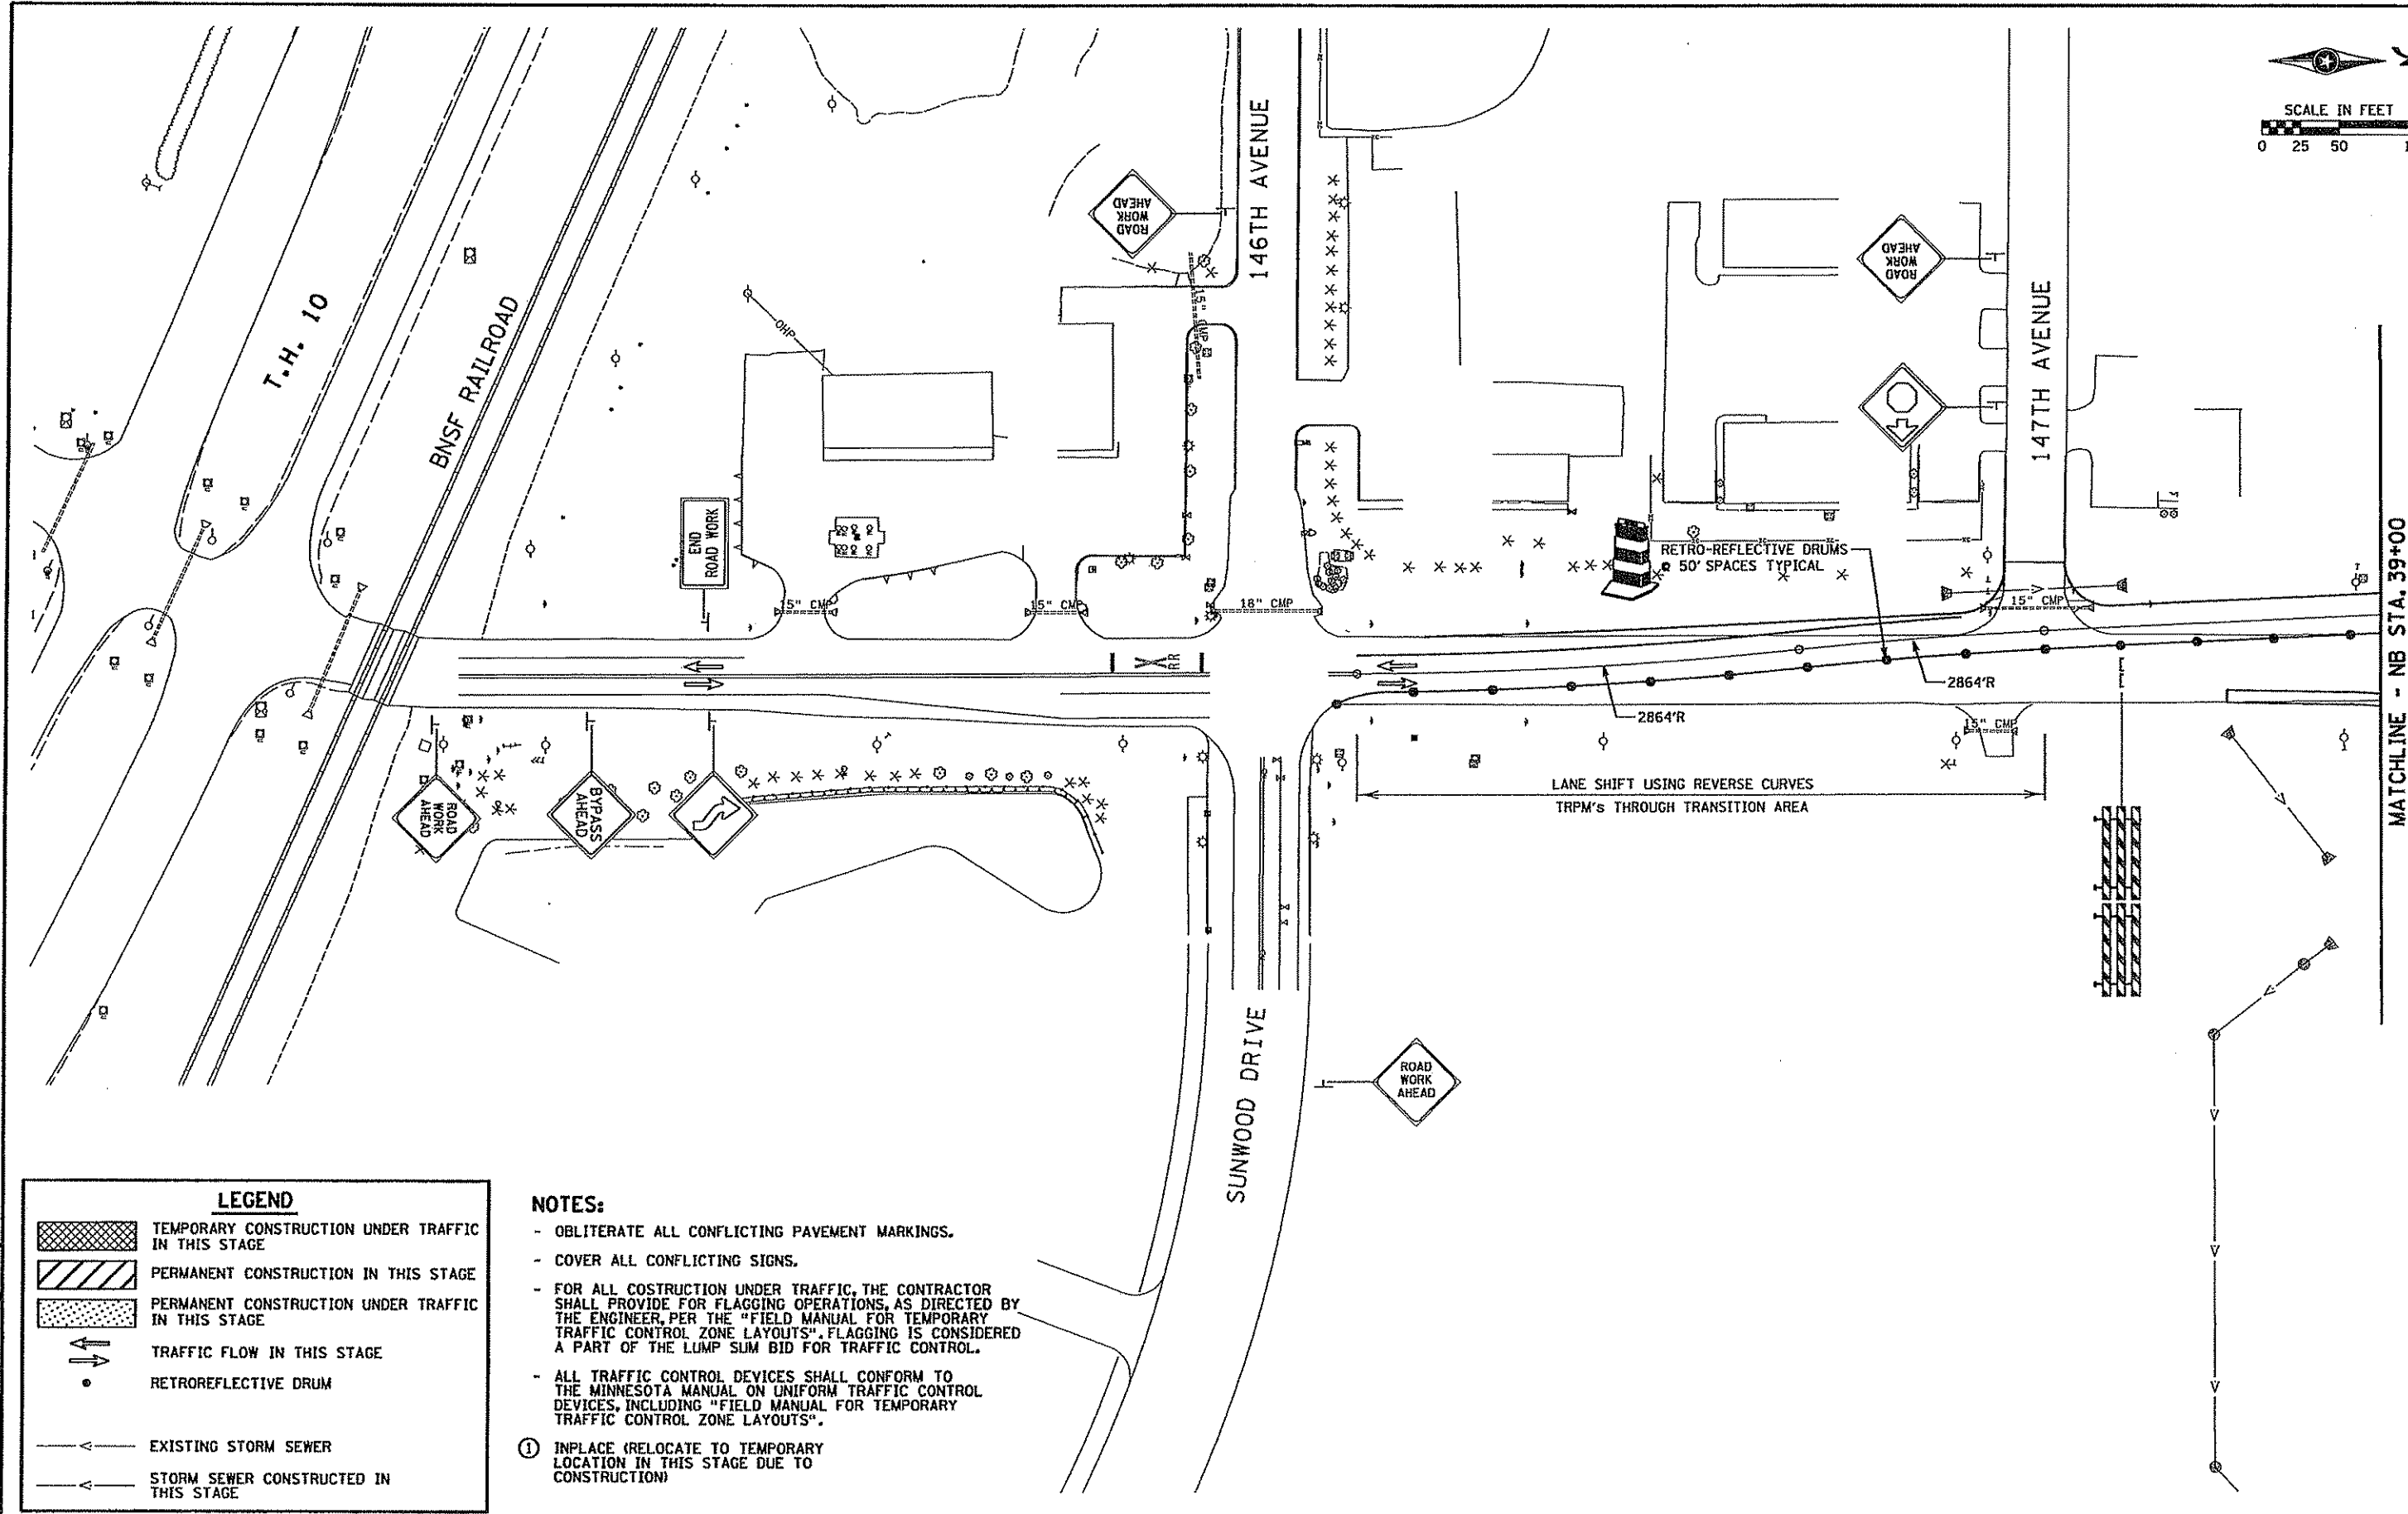 SCALE IN FEET
0 25 50
T.H. 10
BNSF RAILROAD
146TH AVENUE
147TH AVENUE
ROAD
WORK
AHEAD
ROAD
WORK
AHEAD
OHP
15" CMP
END
ROAD WORK
15" CMP
15" CMP
18" CMP
RETRO-REFLECTIVE DRUMS
@ 50' SPACES TYPICAL
15" CMP
RR
2864'R
2864'R
15" CMP
LANE SHIFT USING REVERSE CURVES
TRPM's THROUGH TRANSITION AREA
MATCHLINE - NB STA. 39+00
ROAD
WORK
AHEAD
BYPASS
AHEAD
SUNWOOD DRIVE
ROAD
WORK
AHEAD
LEGEND
TEMPORARY CONSTRUCTION UNDER TRAFFIC
IN THIS STAGE
PERMANENT CONSTRUCTION IN THIS STAGE
PERMANENT CONSTRUCTION UNDER TRAFFIC
IN THIS STAGE
TRAFFIC FLOW IN THIS STAGE
RETROREFLECTIVE DRUM
EXISTING STORM SEWER
STORM SEWER CONSTRUCTED IN
THIS STAGE
NOTES:
- OBLITERATE ALL CONFLICTING PAVEMENT MARKINGS.
- COVER ALL CONFLICTING SIGNS.
- FOR ALL COSTRUCTION UNDER TRAFFIC, THE CONTRACTOR
SHALL PROVIDE FOR FLAGGING OPERATIONS, AS DIRECTED BY
THE ENGINEER, PER THE "FIELD MANUAL FOR TEMPORARY
TRAFFIC CONTROL ZONE LAYOUTS". FLAGGING IS CONSIDERED
A PART OF THE LUMP SUM BID FOR TRAFFIC CONTROL.
- ALL TRAFFIC CONTROL DEVICES SHALL CONFORM TO
THE MINNESOTA MANUAL ON UNIFORM TRAFFIC CONTROL
DEVICES, INCLUDING "FIELD MANUAL FOR TEMPORARY
TRAFFIC CONTROL ZONE LAYOUTS".
① INPLACE (RELOCATE TO TEMPORARY
LOCATION IN THIS STAGE DUE TO
CONSTRUCTION)